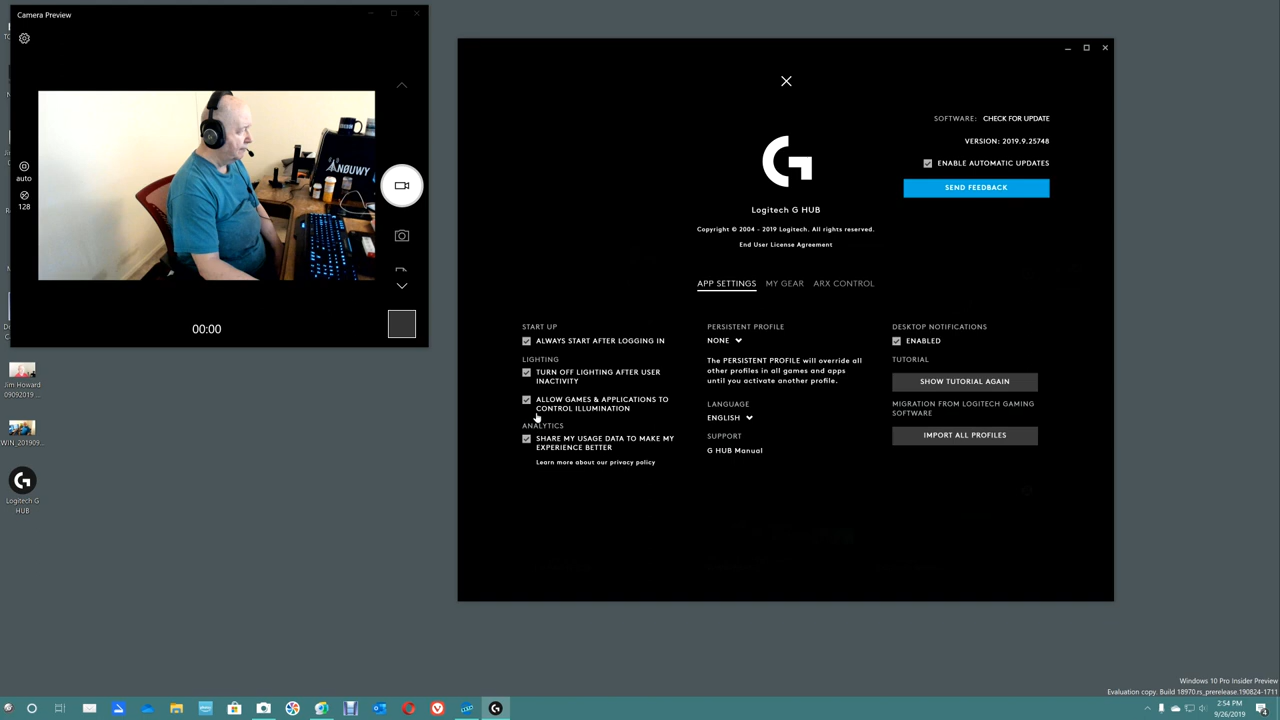 Camera Preview
auto
128
00:00
ANØUWY
SOFTWARE: CHECK FOR UPDATE
VERSION: 2019.9.25748
ENABLE AUTOMATIC UPDATES
SEND FEEDBACK
Logitech G HUB
Copyright © 2004 - 2019 Logitech. All rights reserved.
End User License Agreement
APP SETTINGS MY GEAR ARX CONTROL
START UP
ALWAYS START AFTER LOGGING IN
LIGHTING
TURN OFF LIGHTING AFTER USER
INACTIVITY
ALLOW GAMES & APPLICATIONS TO
CONTROL ILLUMINATION
ANALYTICS
SHARE MY USAGE DATA TO MAKE MY
EXPERIENCE BETTER
Learn more about our privacy policy
PERSISTENT PROFILE
NONE
The PERSISTENT PROFILE will override all
other profiles in all games and apps
until you activate another profile.
LANGUAGE
ENGLISH
SUPPORT
G HUB Manual
DESKTOP NOTIFICATIONS
ENABLED
TUTORIAL
SHOW TUTORIAL AGAIN
MIGRATION FROM LOGITECH GAMING
SOFTWARE
IMPORT ALL PROFILES
Jim Howard
09092019 ...
WIN_201909...
Logitech G
HUB
Windows 10 Pro Insider Preview
Evaluation copy. Build 18970.rs_prerelease.190824-1711
2:54 PM
9/26/2019
4